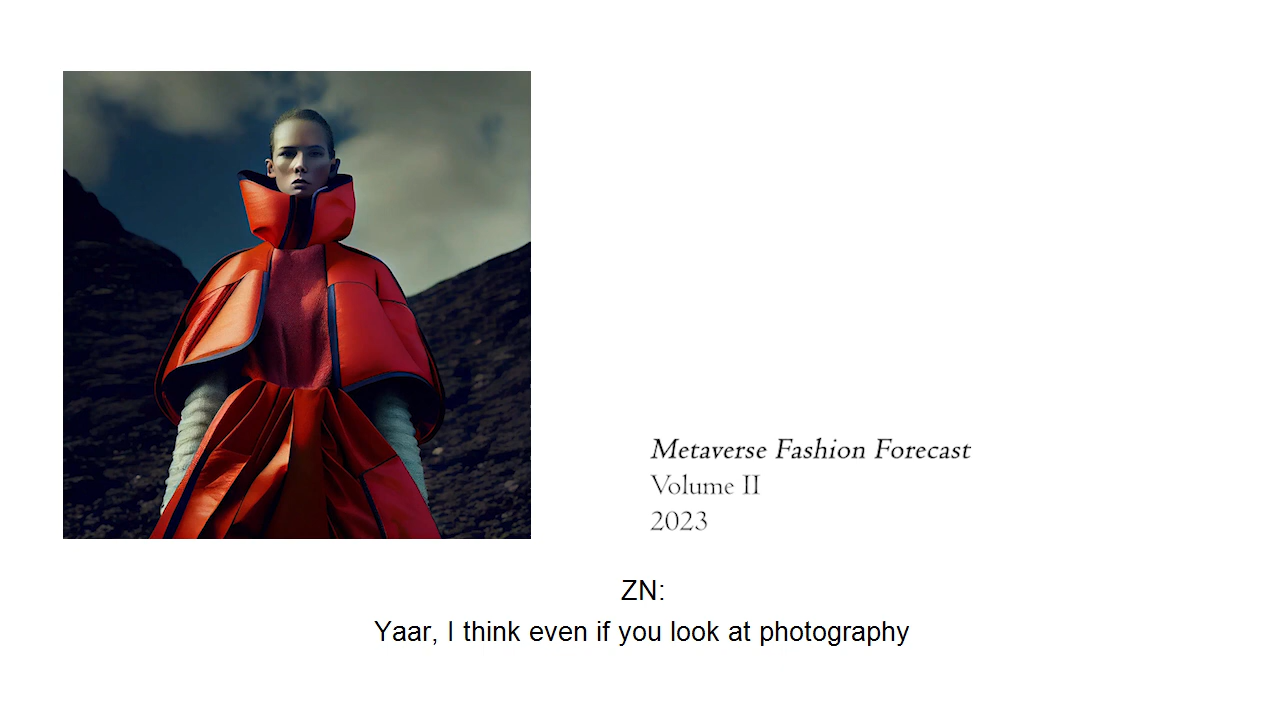 Metaverse Fashion Forecast
Volume II
2023
ZN:
Yaar, I think even if you look at photography